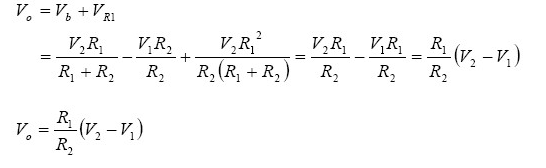 V_o = V_b + V_{R1}
= \frac{V_2 R_1}{R_1 + R_2} - \frac{V_1 R_2}{R_2} + \frac{V_2 R_1^2}{R_2 (R_1 + R_2)} = \frac{V_2 R_1}{R_2} - \frac{V_1 R_1}{R_2} = \frac{R_1}{R_2} (V_2 - V_1)
V_o = \frac{R_1}{R_2} (V_2 - V_1)